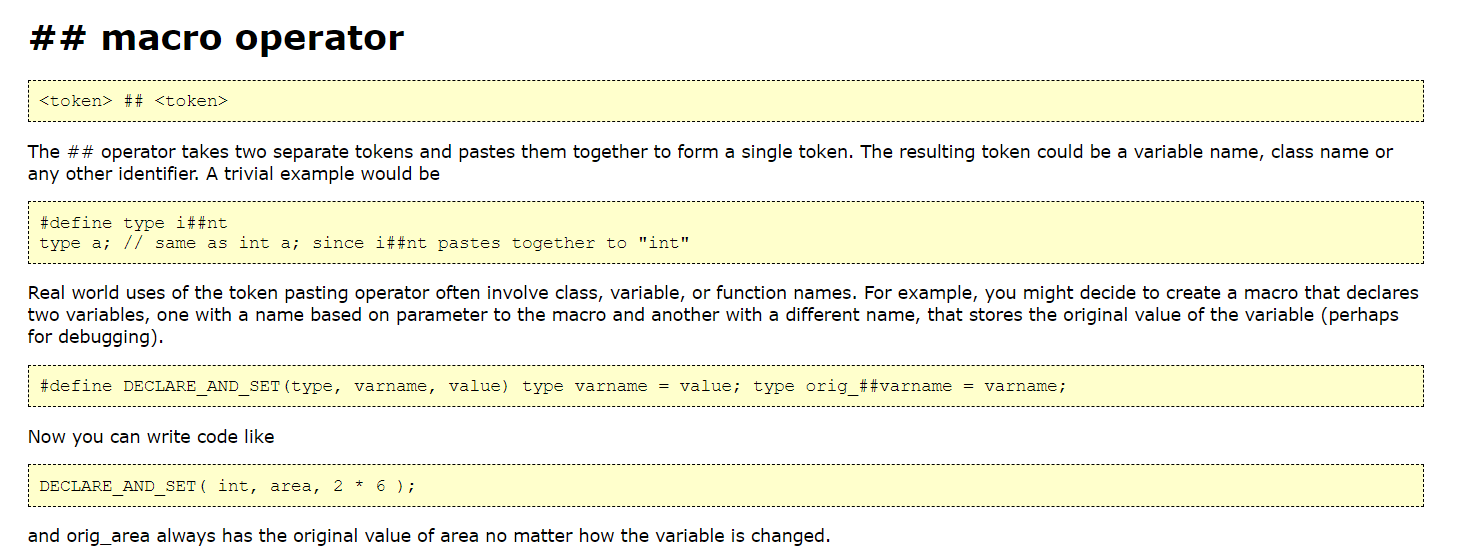 ## macro operator
<token> ## <token>
The ## operator takes two separate tokens and pastes them together to form a single token. The resulting token could be a variable name, class name or
any other identifier. A trivial example would be
#define type i##nt
type a; // same as int a; since i##nt pastes together to "int"
Real world uses of the token pasting operator often involve class, variable, or function names. For example, you might decide to create a macro that declares
two variables, one with a name based on parameter to the macro and another with a different name, that stores the original value of the variable (perhaps
for debugging).
#define DECLARE_AND_SET(type, varname, value) type varname = value; type orig_##varname = varname;
Now you can write code like
DECLARE_AND_SET( int, area, 2 * 6 );
and orig_area always has the original value of area no matter how the variable is changed.